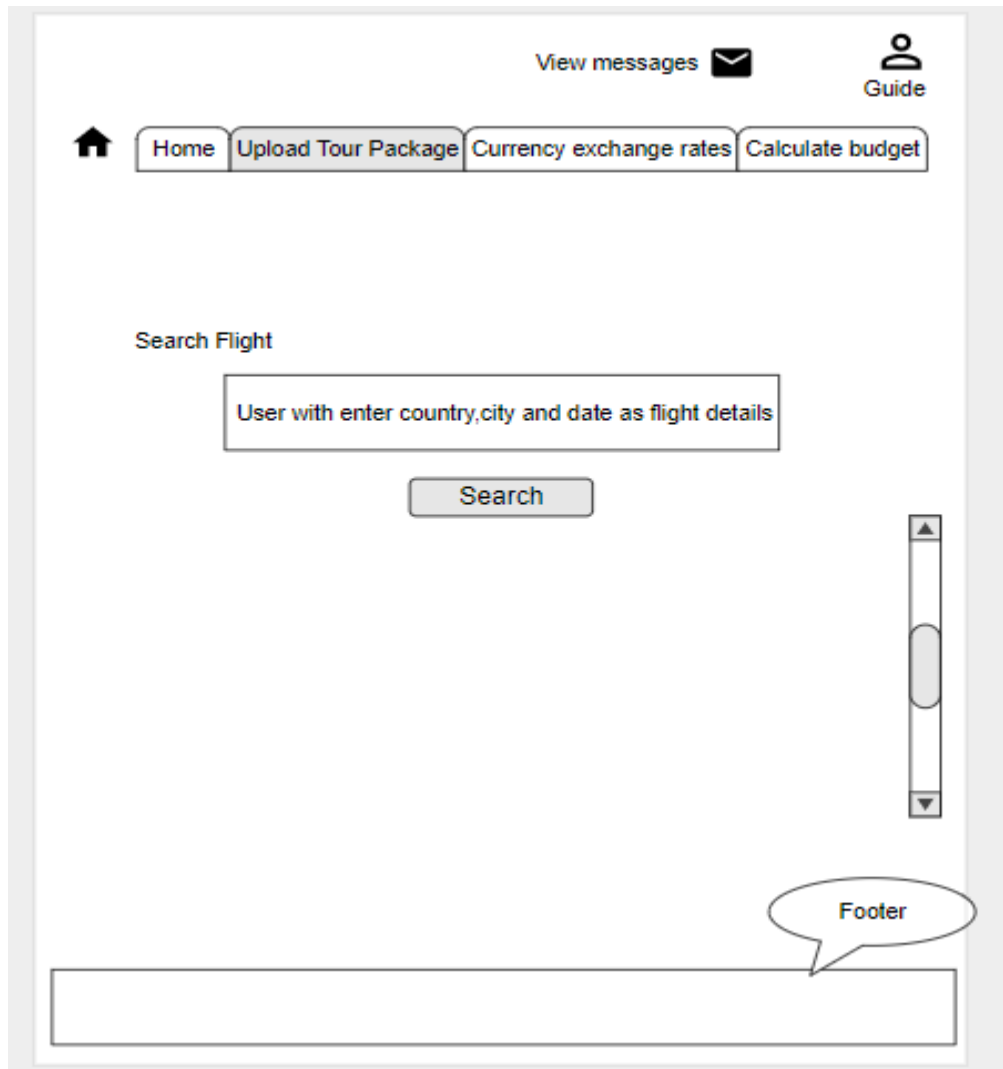 View messages
Guide
Home Upload Tour Package Currency exchange rates Calculate budget
Search Flight
User with enter country,city and date as flight details
Search
Footer